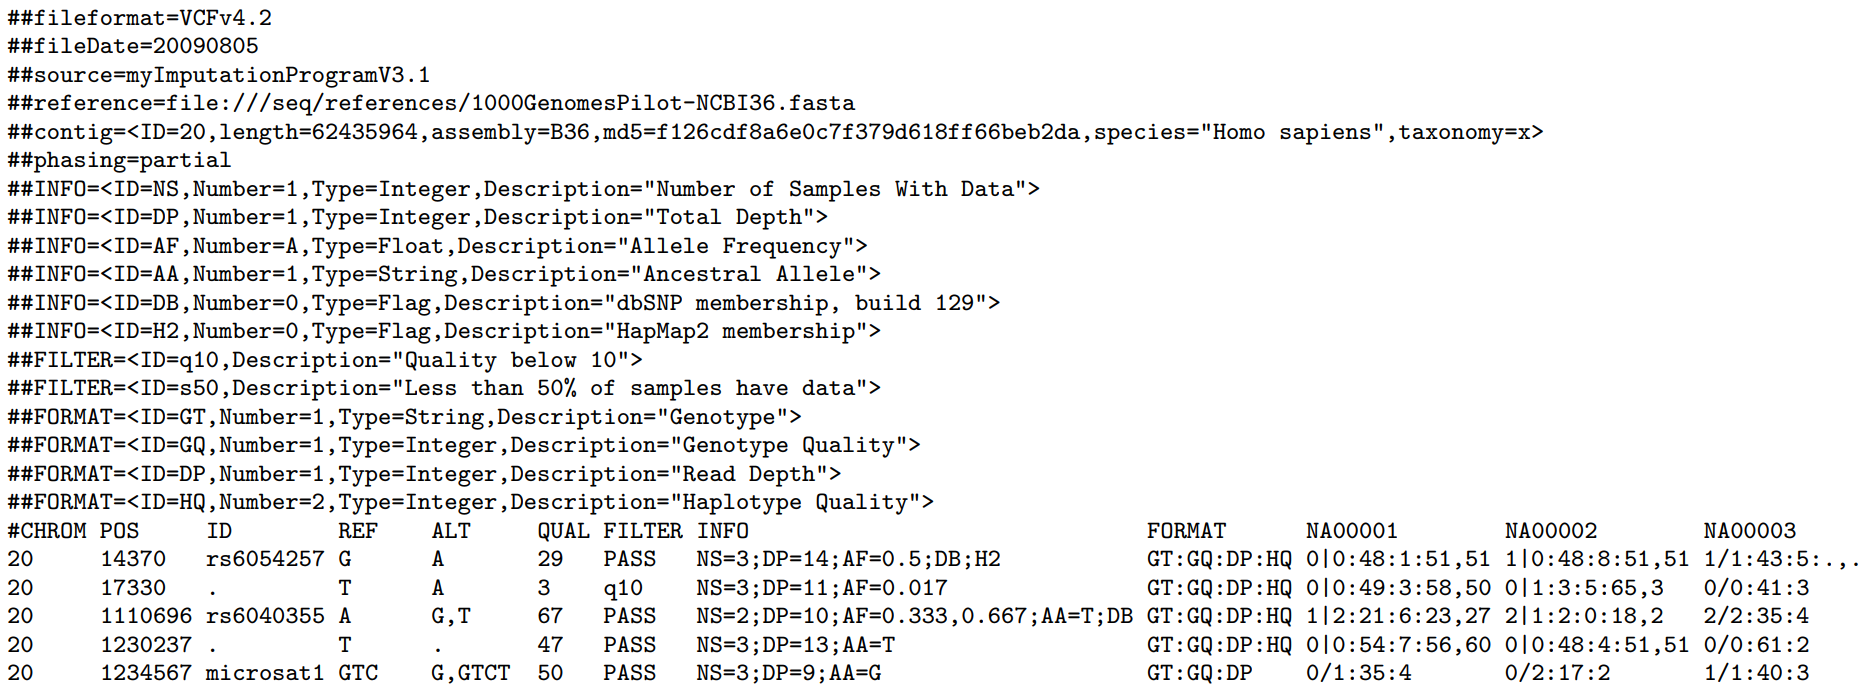 ##fileformat=VCFv4.2
##fileDate=20090805
##source=myImputationProgramV3.1
##reference=file:///seq/references/1000GenomesPilot-NCBI36.fasta
##contig=<ID=20,length=62435964,assembly=B36,md5=f126cdf8a6e0c7f379d618ff66beb2da,species="Homo sapiens",taxonomy=x>
##phasing=partial
##INFO=<ID=NS,Number=1,Type=Integer,Description="Number of Samples With Data">
##INFO=<ID=DP,Number=1,Type=Integer,Description="Total Depth">
##INFO=<ID=AF,Number=A,Type=Float,Description="Allele Frequency">
##INFO=<ID=AA,Number=1,Type=String,Description="Ancestral Allele">
##INFO=<ID=DB,Number=0,Type=Flag,Description="dbSNP membership, build 129">
##INFO=<ID=H2,Number=0,Type=Flag,Description="HapMap2 membership">
##FILTER=<ID=q10,Description="Quality below 10">
##FILTER=<ID=s50,Description="Less than 50% of samples have data">
##FORMAT=<ID=GT,Number=1,Type=String,Description="Genotype">
##FORMAT=<ID=GQ,Number=1,Type=Integer,Description="Genotype Quality">
##FORMAT=<ID=DP,Number=1,Type=Integer,Description="Read Depth">
##FORMAT=<ID=HQ,Number=2,Type=Integer,Description="Haplotype Quality">
#CHROM POS ID REF ALT QUAL FILTER INFO FORMAT NA00001 NA00002 NA00003
20 14370 rs6054257 G A 29 PASS NS=3;DP=14;AF=0.5;DB;H2 GT:GQ:DP:HQ 0|0:48:1:51,51 1|0:48:8:51,51 1/1:43:5:.,.
20 17330 . T A 3 q10 NS=3;DP=11;AF=0.017 GT:GQ:DP:HQ 0|0:49:3:58,50 0|1:3:5:65,3 0/0:41:3
20 1110696 rs6040355 A G,T 67 PASS NS=2;DP=10;AF=0.333,0.667;AA=T;DB GT:GQ:DP:HQ 1|2:21:6:23,27 2|1:2:0:18,2 2/2:35:4
20 1230237 . T . 47 PASS NS=3;DP=13;AA=T GT:GQ:DP:HQ 0|0:54:7:56,60 0|0:48:4:51,51 0/0:61:2
20 1234567 microsat1 GTC G,GTCT 50 PASS NS=3;DP=9;AA=G GT:GQ:DP 0/1:35:4 0/2:17:2 1/1:40:3